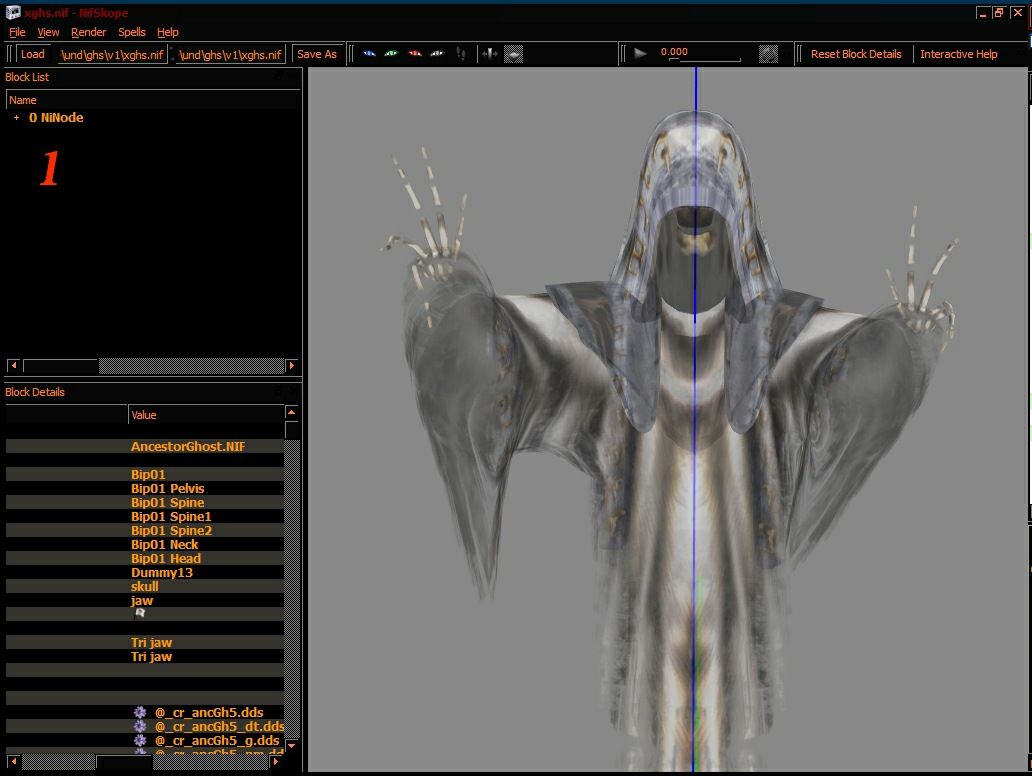 xghs.nif - NifSkope
File View Render Spells Help
Load \und\ghs\v1\xghs.nif \und\ghs\v1\xghs.nif Save As 0.000 Reset Block Details Interactive Help
Block List
Name
+ 0 NiNode
1
Block Details
Value
AncestorGhost.NIF
Bip01
Bip01 Pelvis
Bip01 Spine
Bip01 Spine1
Bip01 Spine2
Bip01 Neck
Bip01 Head
Dummy13
skull
jaw
Tri jaw
Tri jaw
@_cr_ancGh5.dds
@_cr_ancGh5_dt.dds
@_cr_ancGh5_g.dds